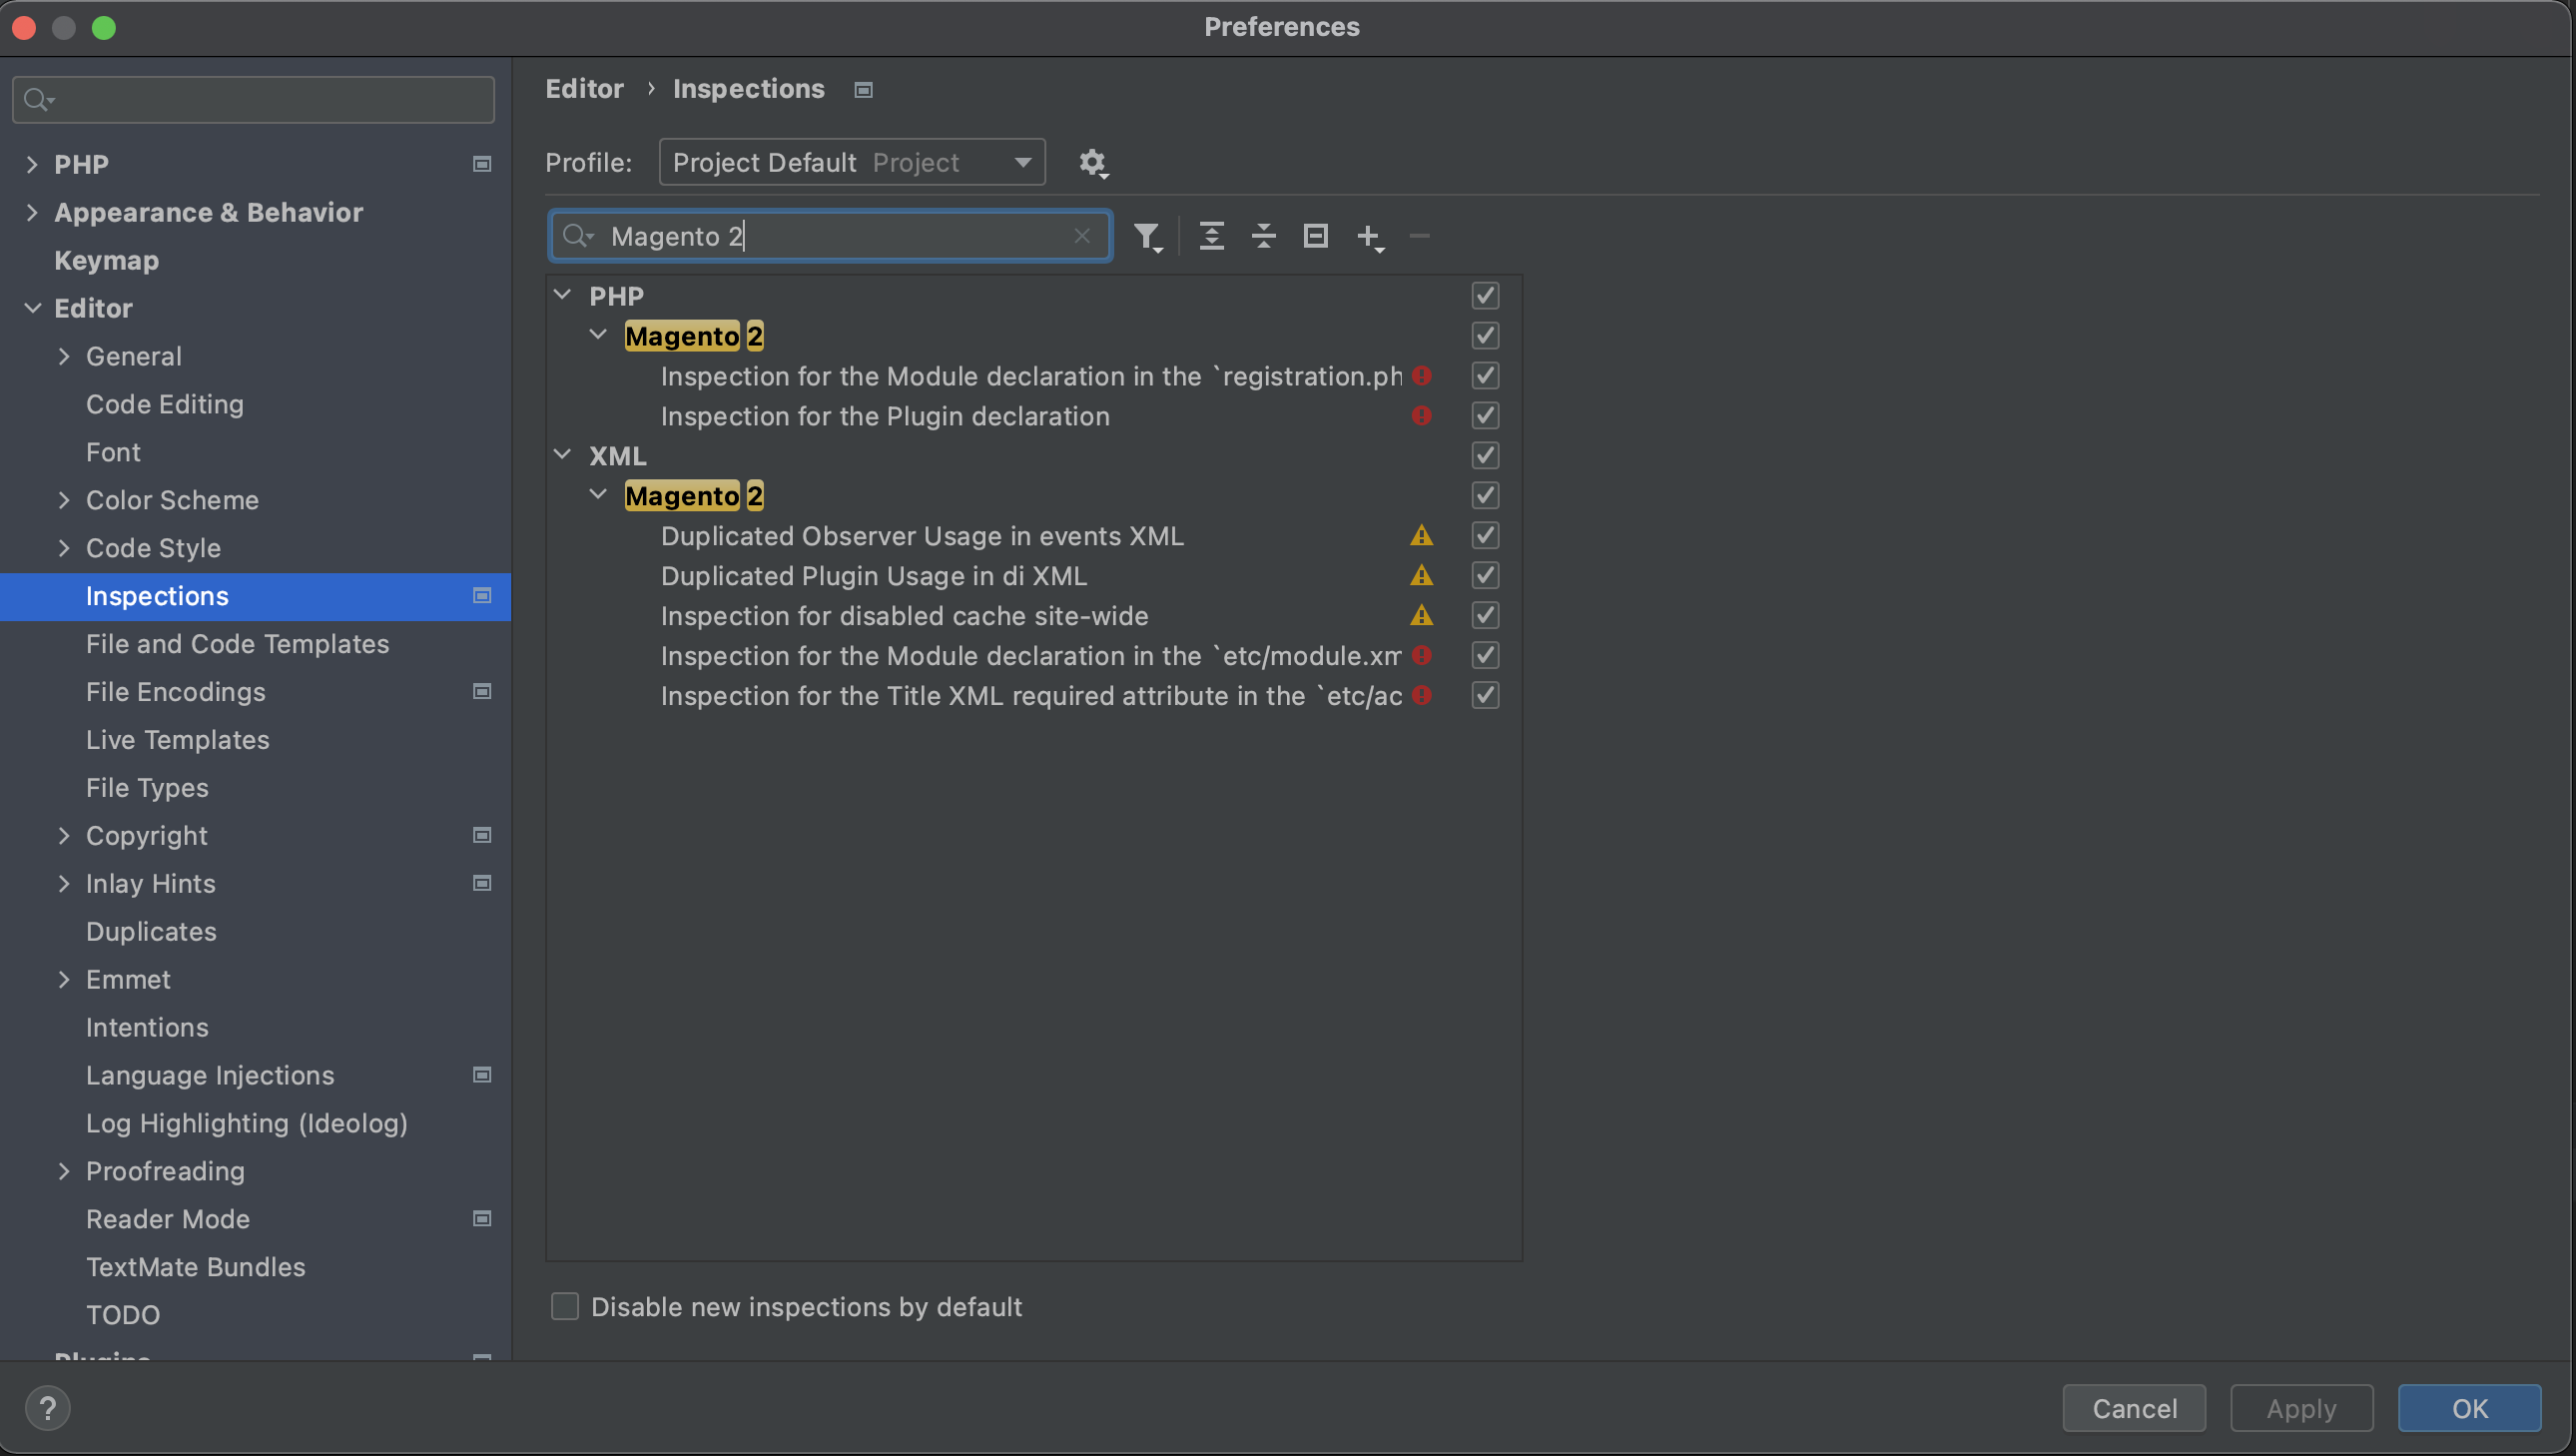 Preferences
PHP
Appearance & Behavior
Keymap
Editor
General
Code Editing
Font
Color Scheme
Code Style
Inspections
File and Code Templates
File Encodings
Live Templates
File Types
Copyright
Inlay Hints
Duplicates
Emmet
Intentions
Language Injections
Log Highlighting (Ideolog)
Proofreading
Reader Mode
TextMate Bundles
TODO
Plugins
Editor › Inspections
Profile: Project Default Project
Magento 2
PHP
Magento 2
Inspection for the Module declaration in the `registration.ph
Inspection for the Plugin declaration
XML
Magento 2
Duplicated Observer Usage in events XML
Duplicated Plugin Usage in di XML
Inspection for disabled cache site-wide
Inspection for the Module declaration in the `etc/module.xm
Inspection for the Title XML required attribute in the `etc/ac
Disable new inspections by default
?
Cancel
Apply
OK